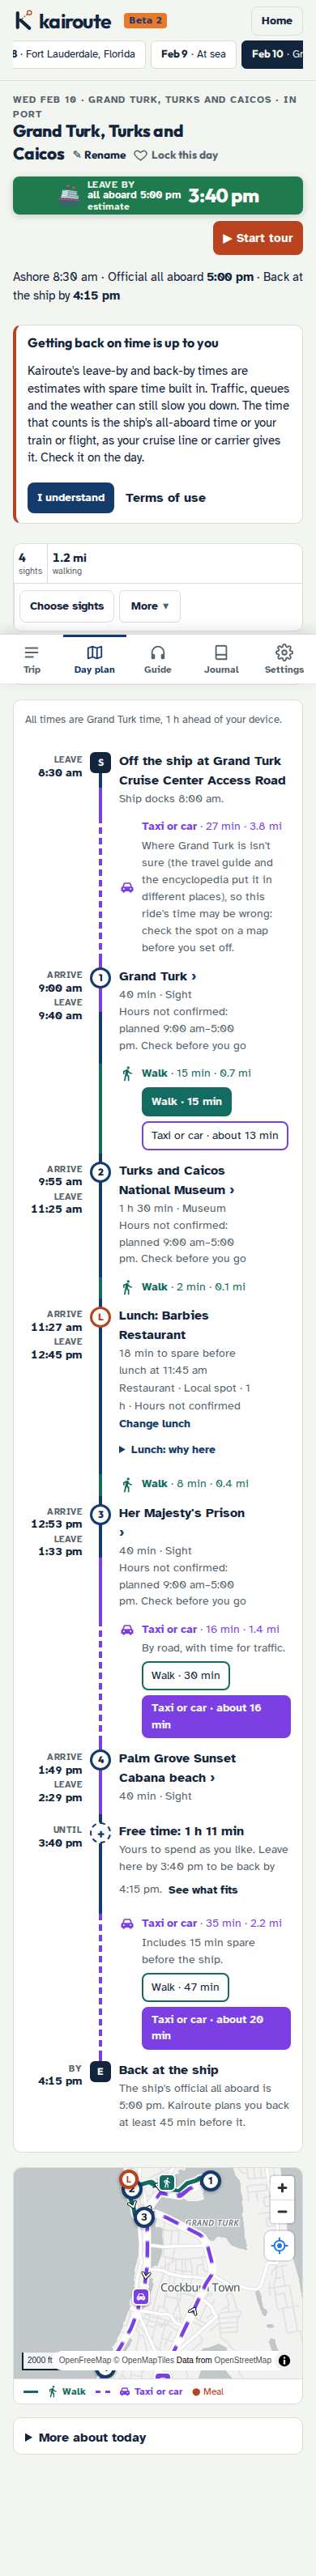 kairoute Beta 2 Home
8 · Fort Lauderdale, Florida Feb 9 · At sea Feb 10 · Gr
WED FEB 10 · GRAND TURK, TURKS AND CAICOS · IN
PORT
Grand Turk, Turks and
Caicos ✎ Rename Lock this day
LEAVE BY
all aboard 5:00 pm 3:40 pm
estimate
▶ Start tour
Ashore 8:30 am · Official all aboard 5:00 pm · Back at
the ship by 4:15 pm
Getting back on time is up to you
Kairoute's leave-by and back-by times are
estimates with spare time built in. Traffic, queues
and the weather can still slow you down. The time
that counts is the ship's all-aboard time or your
train or flight, as your cruise line or carrier gives
it. Check it on the day.
I understand Terms of use
4 1.2 mi
sights walking
Choose sights More ▾
Trip Day plan Guide Journal Settings
All times are Grand Turk time, 1 h ahead of your device.
LEAVE
8:30 am
S
Off the ship at Grand Turk
Cruise Center Access Road
Ship docks 8:00 am.
Taxi or car · 27 min · 3.8 mi
Where Grand Turk is isn't
sure (the travel guide and
the encyclopedia put it in
different places), so this
ride's time may be wrong:
check the spot on a map
before you set off.
ARRIVE
9:00 am
LEAVE
9:40 am
1
Grand Turk ›
40 min · Sight
Hours not confirmed:
planned 9:00 am–5:00
pm. Check before you go
Walk · 15 min · 0.7 mi
Walk · 15 min
Taxi or car · about 13 min
ARRIVE
9:55 am
LEAVE
11:25 am
2
Turks and Caicos
National Museum ›
1 h 30 min · Museum
Hours not confirmed:
planned 9:00 am–5:00
pm. Check before you go
Walk · 2 min · 0.1 mi
ARRIVE
11:27 am
LEAVE
12:45 pm
L
Lunch: Barbies
Restaurant
18 min to spare before
lunch at 11:45 am
Restaurant · Local spot · 1
h · Hours not confirmed
Change lunch
▶ Lunch: why here
Walk · 8 min · 0.4 mi
ARRIVE
12:53 pm
LEAVE
1:33 pm
3
Her Majesty's Prison
›
40 min · Sight
Hours not confirmed:
planned 9:00 am–5:00
pm. Check before you go
Taxi or car · 16 min · 1.4 mi
By road, with time for traffic.
Walk · 30 min
Taxi or car · about 16
min
ARRIVE
1:49 pm
LEAVE
2:29 pm
4
Palm Grove Sunset
Cabana beach ›
40 min · Sight
UNTIL
3:40 pm
+
Free time: 1 h 11 min
Yours to spend as you like. Leave
here by 3:40 pm to be back by
4:15 pm. See what fits
Taxi or car · 35 min · 2.2 mi
Includes 15 min spare
before the ship.
Walk · 47 min
Taxi or car · about 20
min
BY
4:15 pm
E
Back at the ship
The ship's official all aboard is
5:00 pm. Kairoute plans you back
at least 45 min before it.
L 1 +
2
3 GRAND TURK −
Cockburn Town
2000 ft OpenFreeMap © OpenMapTiles Data from OpenStreetMap
Walk Taxi or car Meal
▶ More about today